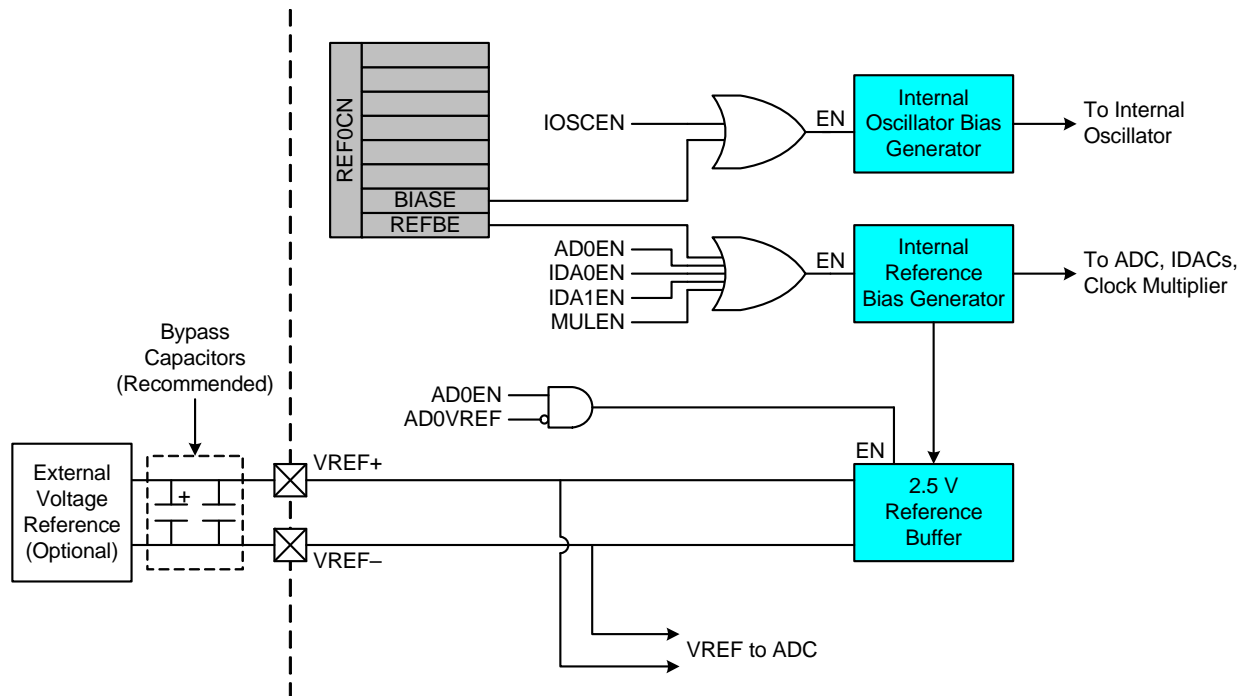 REF0CN
BIASE
REFBE
IOSCEN
EN
Internal
Oscillator Bias
Generator
To Internal
Oscillator
AD0EN
IDA0EN
IDA1EN
MULEN
EN
Internal
Reference
Bias Generator
To ADC, IDACs,
Clock Multiplier
Bypass
Capacitors
(Recommended)
AD0EN
AD0VREF
EN
External
Voltage
Reference
(Optional)
+
VREF+
VREF–
2.5 V
Reference
Buffer
VREF to ADC